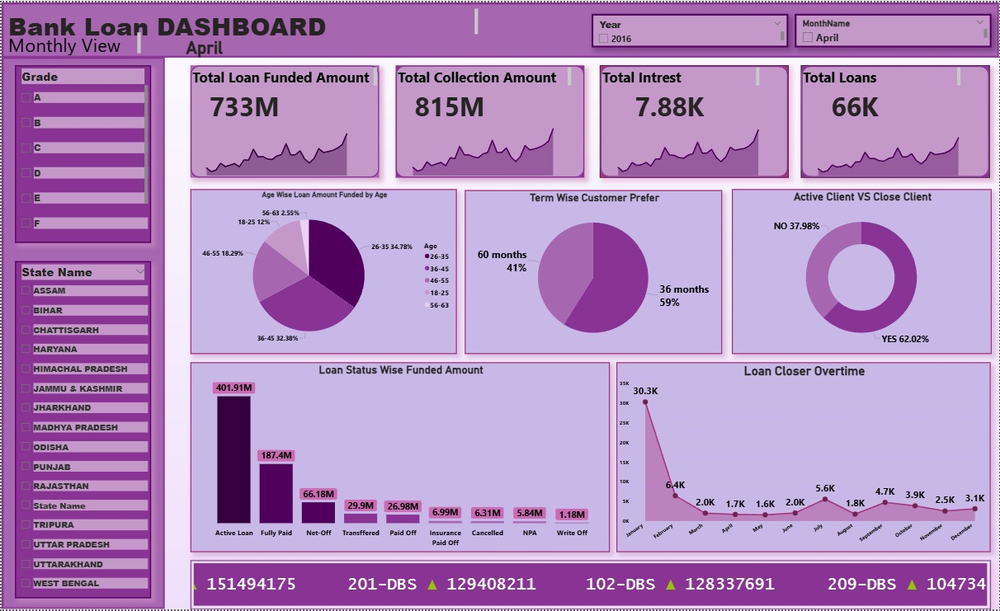 Bank Loan DASHBOARD
Monthly View
April
Year
2016
MonthName
April
Grade
A
B
C
D
E
F
State Name
ASSAM
BIHAR
CHATTISGARH
HARYANA
HIMACHAL PRADESH
JAMMU & KASHMIR
JHARKHAND
MADHYA PRADESH
ODISHA
PUNJAB
RAJASTHAN
State Name
TRIPURA
UTTAR PRADESH
UTTARAKHAND
WEST BENGAL
Total Loan Funded Amount
733M
Total Collection Amount
815M
Total Intrest
7.88K
Total Loans
66K
Age Wise Loan Amount Funded by Age
56-63 2.55%
18-25 12%
46-55 18.29%
26-35 34.78%
36-45 32.38%
Age
26-35
36-45
46-55
18-25
56-63
Term Wise Customer Prefer
60 months
41%
36 months
59%
Active Client VS Close Client
NO 37.98%
YES 62.02%
Loan Status Wise Funded Amount
401.91M
187.4M
66.18M
29.9M
26.98M
6.99M
6.31M
5.84M
1.18M
Active Loan
Fully Paid
Net-Off
Transffered
Paid Off
Insurance
Paid Off
Cancelled
NPA
Write Off
Loan Closer Overtime
35K
30K
25K
20K
15K
10K
5K
0K
30.3K
6.4K
2.0K
1.7K
1.6K
2.0K
5.6K
1.8K
4.7K
3.9K
2.5K
3.1K
January
February
March
April
May
June
July
August
September
October
November
December
▲ 151494175 201-DBS ▲ 129408211 102-DBS ▲ 128337691 209-DBS ▲ 104734